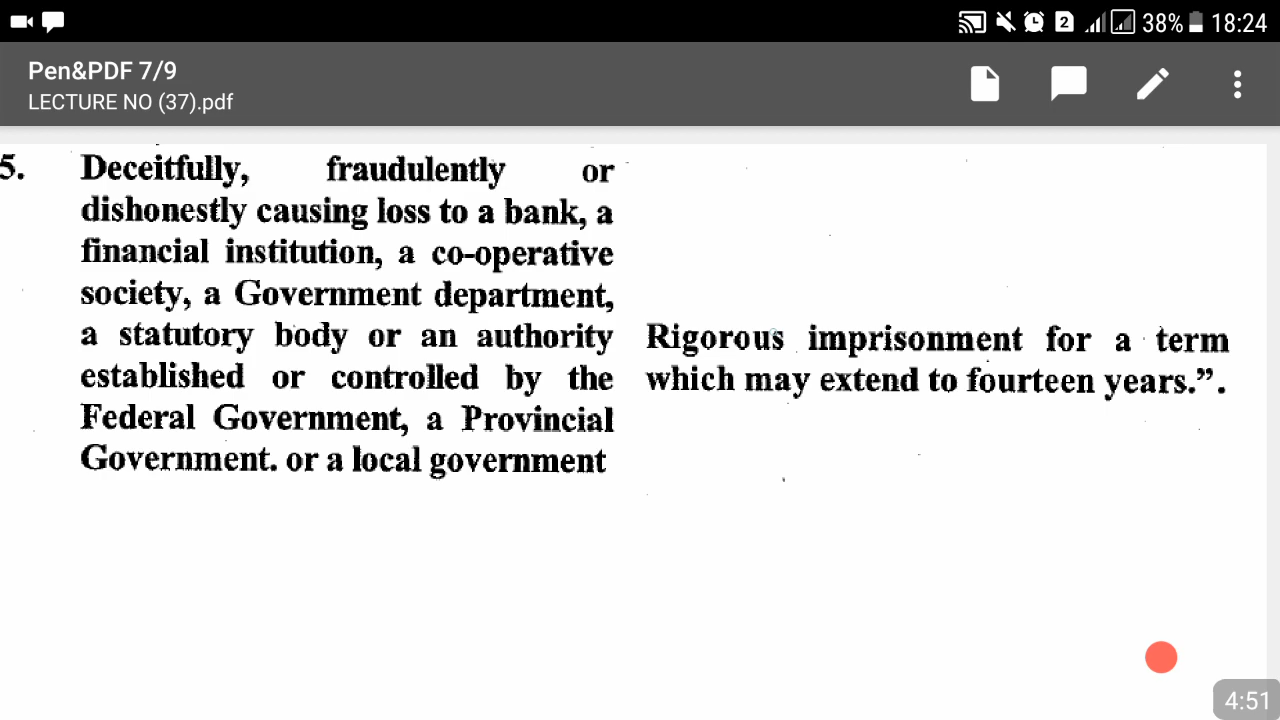 2 38% 18:24
Pen&PDF 7/9
LECTURE NO (37).pdf
5. Deceitfully, fraudulently or
dishonestly causing loss to a bank, a
financial institution, a co-operative
society, a Government department,
a statutory body or an authority
established or controlled by the
Federal Government, a Provincial
Government. or a local government
Rigorous imprisonment for a term
which may extend to fourteen years.”.
4:51